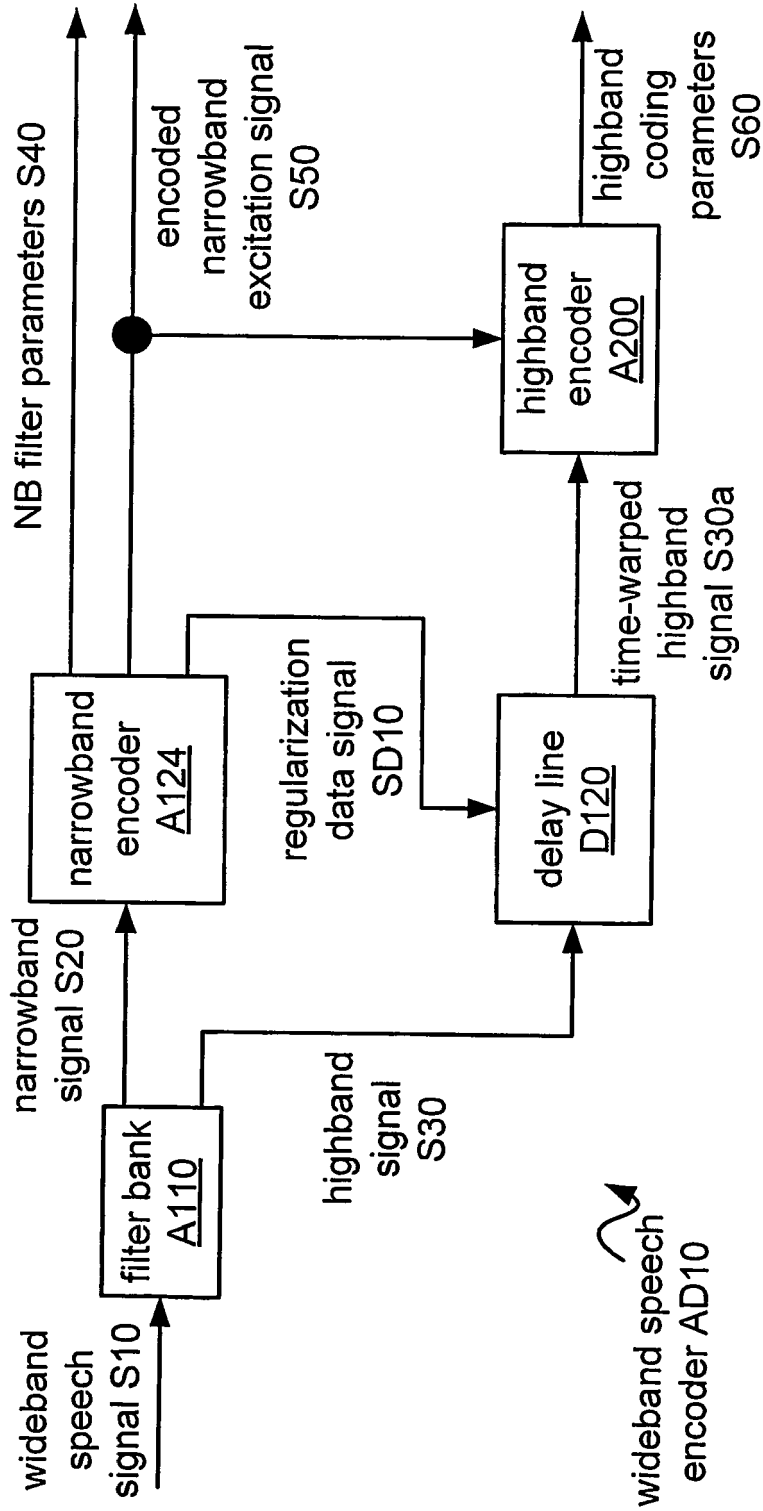 wideband
speech
signal S10
filter bank
A110
narrowband
signal S20
highband
signal
S30
narrowband
encoder
A124
regularization
data signal
SD10
delay line
D120
NB filter parameters S40
encoded
narrowband
excitation signal
S50
time-warped
highband
signal S30a
highband
encoder
A200
highband
coding
parameters
S60
wideband speech
encoder AD10